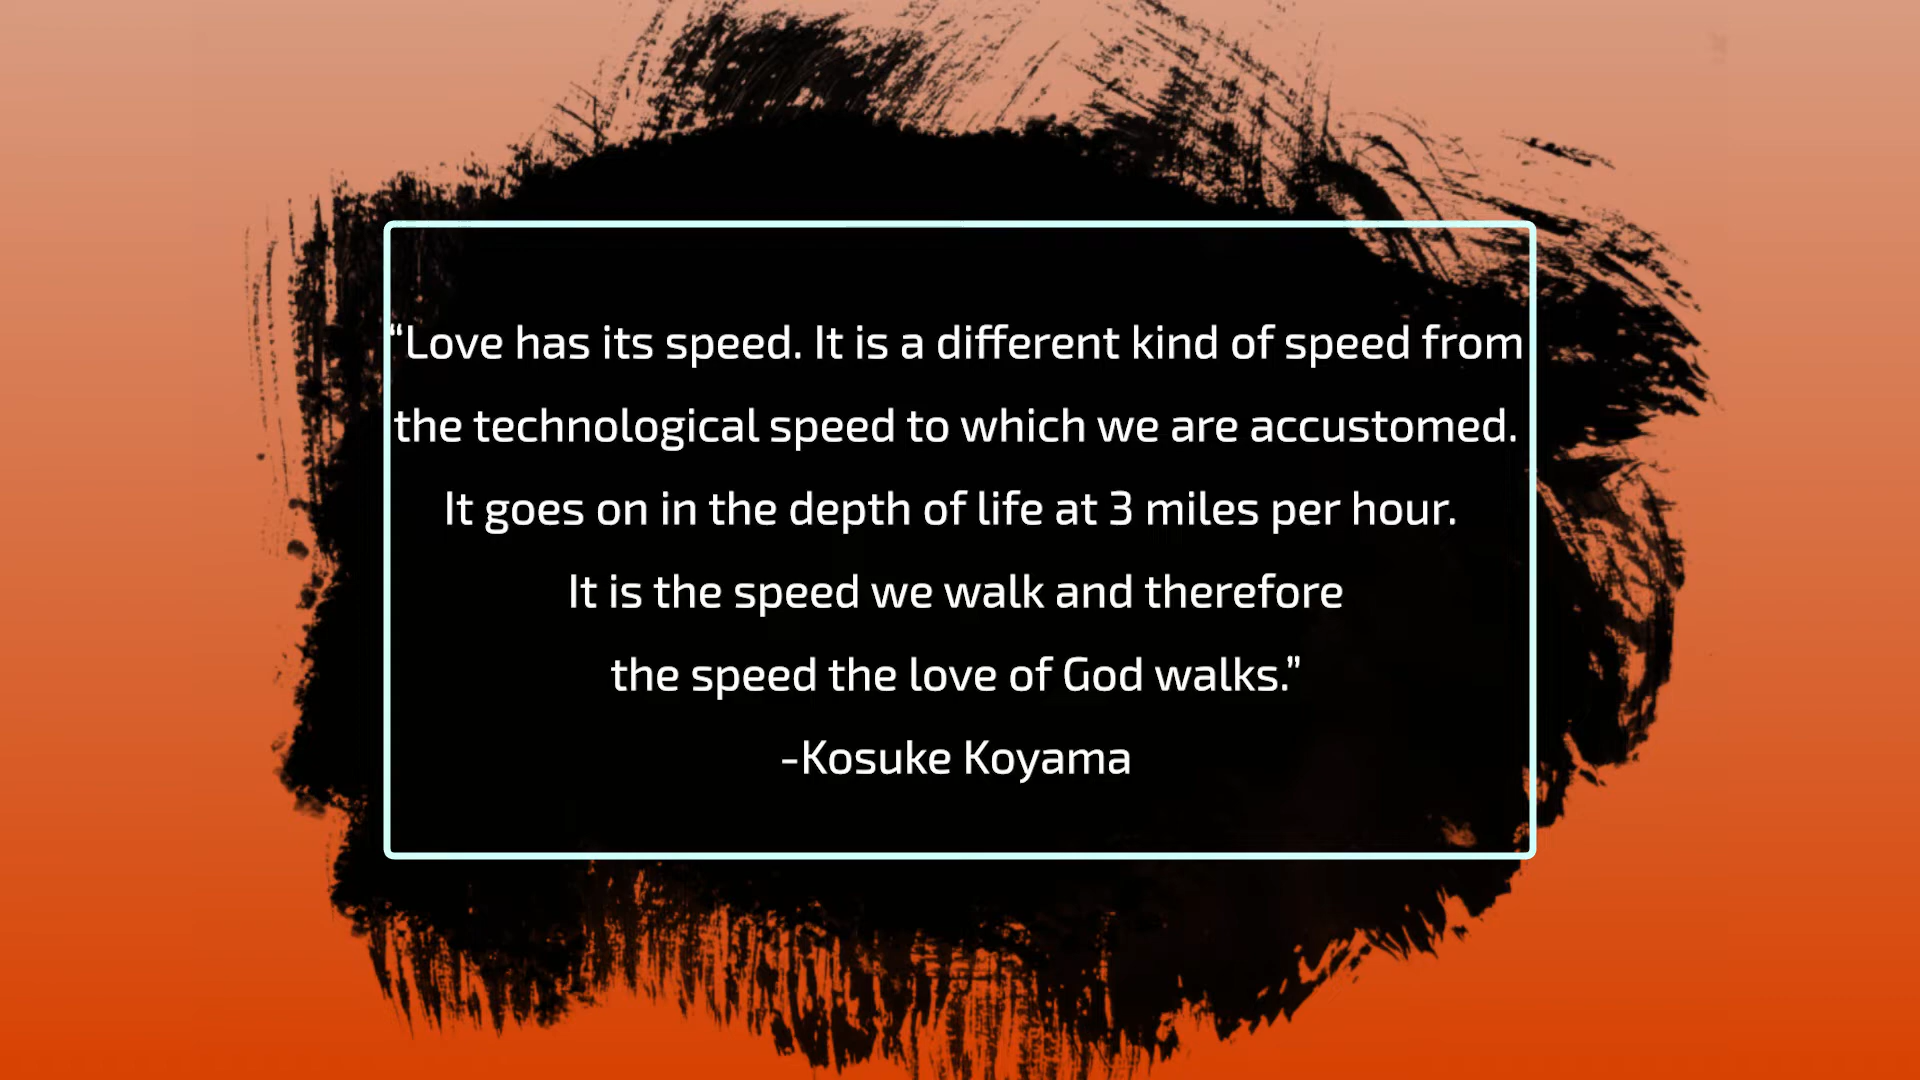 “Love has its speed. It is a different kind of speed from
the technological speed to which we are accustomed.
It goes on in the depth of life at 3 miles per hour.
It is the speed we walk and therefore
the speed the love of God walks.”
-Kosuke Koyama